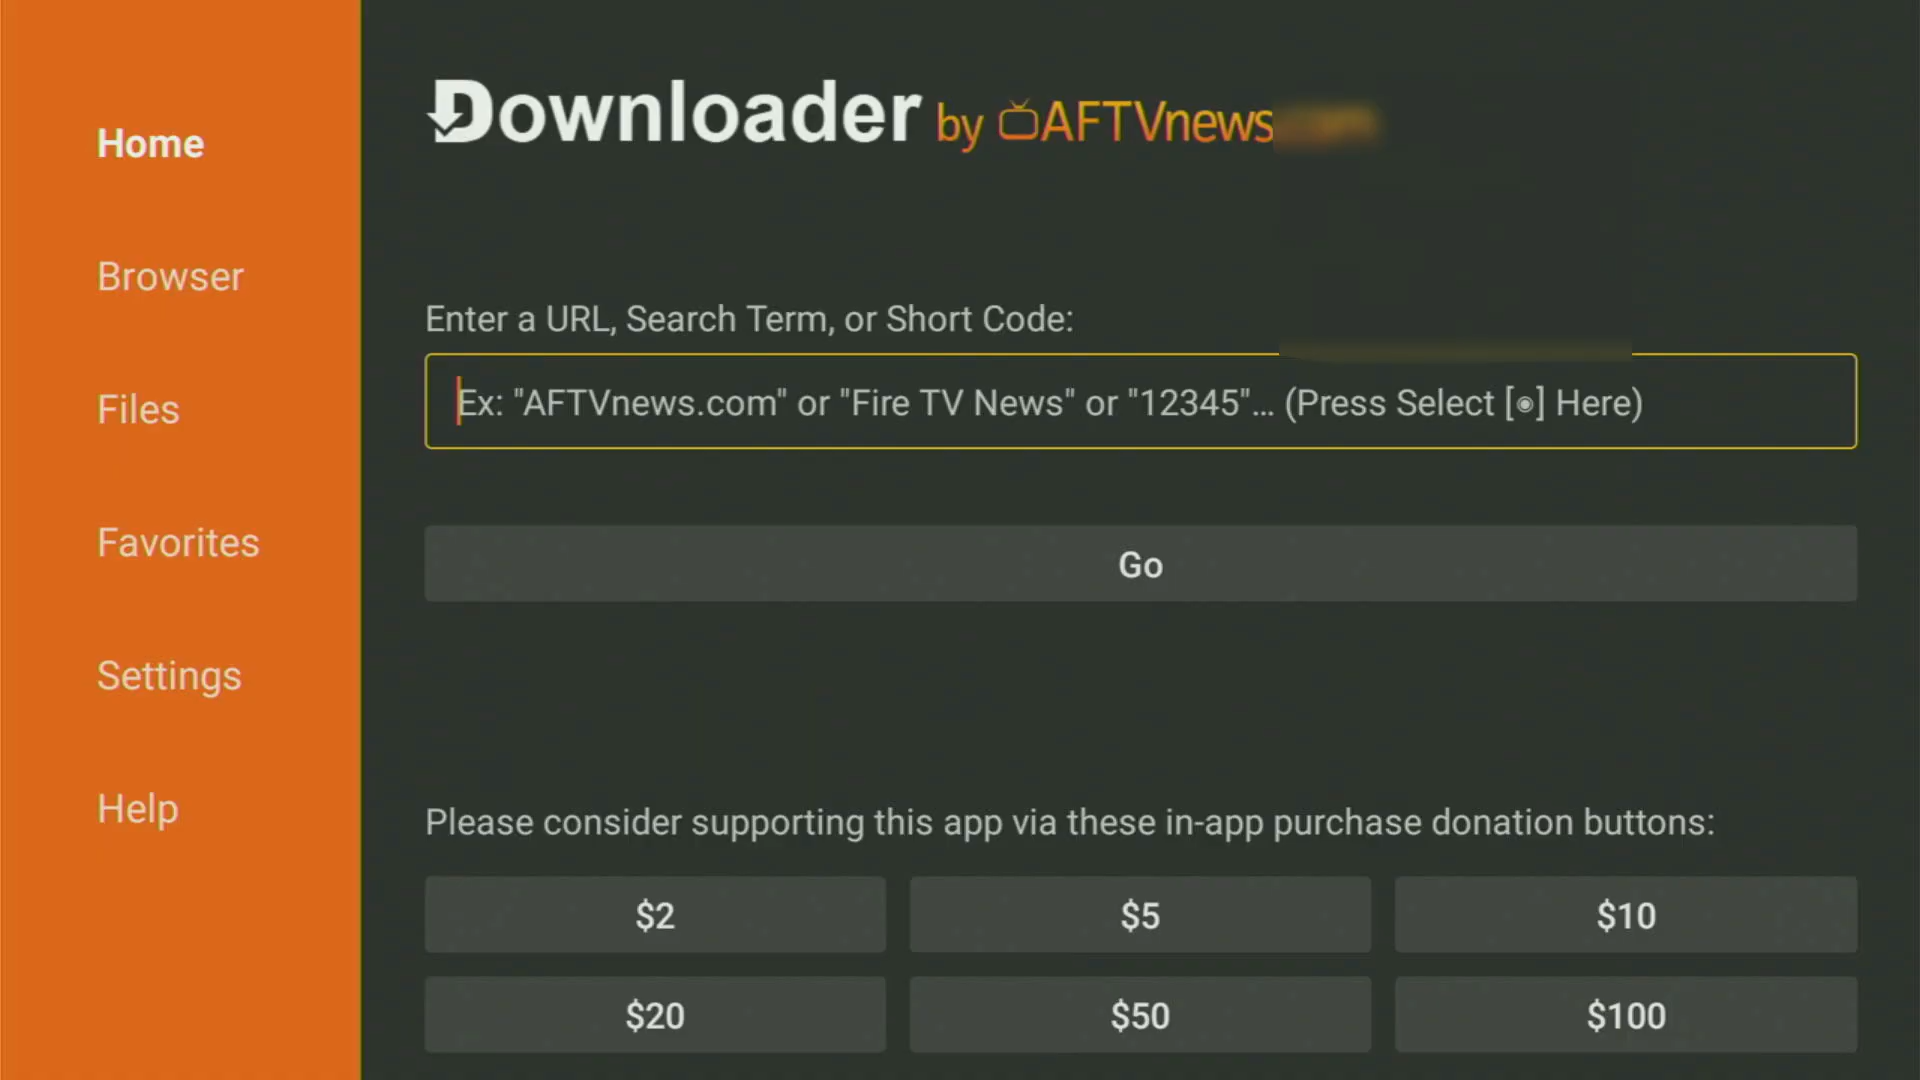 Home
Browser
Files
Favorites
Settings
Help
Downloader by AFTVnews
Enter a URL, Search Term, or Short Code:
Ex: "AFTVnews.com" or "Fire TV News" or "12345"... (Press Select [◉] Here)
Go
Please consider supporting this app via these in-app purchase donation buttons:
$2 $5 $10
$20 $50 $100